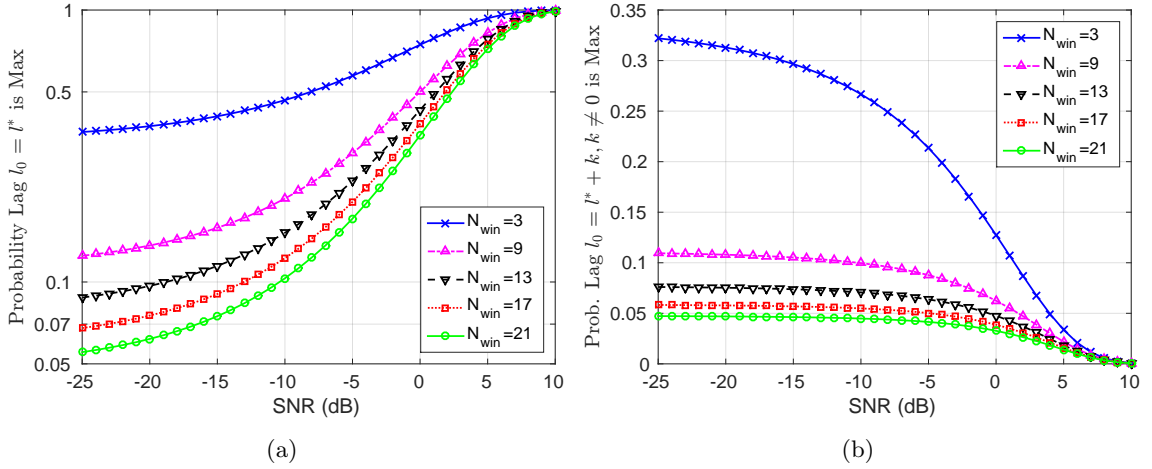 Probability Lag l₀ = l* is Max
1
0.5
0.1
0.07
0.05
-25 -20 -15 -10 -5 0 5 10
SNR (dB)
N_win=3
N_win=9
N_win=13
N_win=17
N_win=21
(a)
Prob. Lag l₀ = l* + k, k ≠ 0 is Max
0.35
0.3
0.25
0.2
0.15
0.1
0.05
0
-25 -20 -15 -10 -5 0 5 10
SNR (dB)
N_win=3
N_win=9
N_win=13
N_win=17
N_win=21
(b)